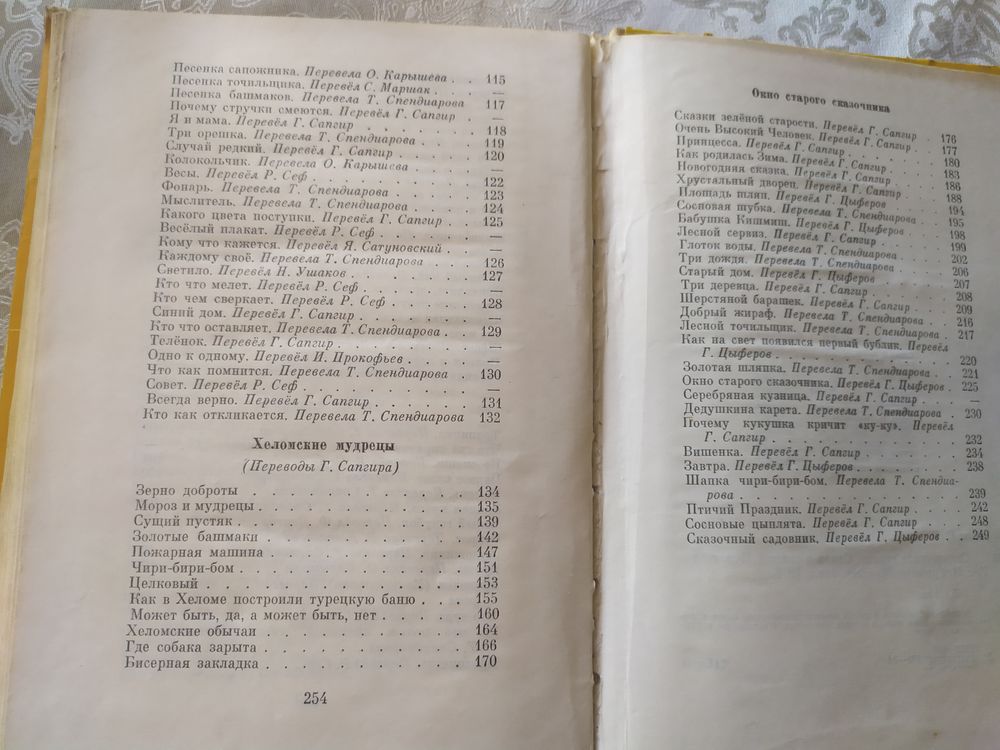 Песенка сапожника. Перевела О. Карышева . . 115
Песенка точильщика. Перевёл С. Маршак . . . —
Песенка башмаков. Перевела Т. Спендиарова 117
Почему стручки смеются. Перевёл Г. Сапгир . —
Я и мама. Перевёл Г. Сапгир . . . . . . . 118
Три орешка. Перевела Т. Спендиарова . . . . 119
Случай редкий. Перевёл Г. Сапгир . . . . . 120
Колокольчик. Перевела О. Карышева . . . . —
Весы. Перевёл Р. Сеф . . . . . . . . . . 122
Фонарь. Перевела Т. Спендиарова . . . . . 123
Мыслитель. Перевела Т. Спендиарова . . . . 124
Какого цвета поступки. Перевёл Г. Сапгир . . 125
Весёлый плакат. Перевёл Р. Сеф . . . . . . —
Кому что кажется. Перевёл Я. Сатуновский . . —
Каждому своё. Перевела Т. Спендиарова . . . 126
Светило. Перевёл Н. Ушаков . . . . . . . 127
Кто что мелет. Перевёл Р. Сеф . . . . . . —
Кто чем сверкает. Перевёл Р. Сеф . . . . . 128
Синий дом. Перевёл Г. Сапгир . . . . . . . —
Кто что оставляет. Перевела Т. Спендиарова . 129
Телёнок. Перевёл Г. Сапгир . . . . . . . . —
Одно к одному. Перевёл И. Прокофьев . . . . —
Что как помнится. Перевела Т. Спендиарова . . 130
Совет. Перевёл Р. Сеф . . . . . . . . . . —
Всегда верно. Перевёл Г. Сапгир . . . . . . 131
Кто как откликается. Перевела Т. Спендиарова 132
Хеломские мудрецы
(Переводы Г. Сапгира)
Зерно доброты . . . . . . . . . . . 134
Мороз и мудрецы . . . . . . . . . . 135
Сущий пустяк . . . . . . . . . . . 139
Золотые башмаки . . . . . . . . . . 142
Пожарная машина . . . . . . . . . . 147
Чири-бири-бом . . . . . . . . . . . 151
Целковый . . . . . . . . . . . . . 153
Как в Хеломе построили турецкую баню . . . 155
Может быть, да, а может быть, нет . . . . . 160
Хеломские обычаи . . . . . . . . . . 164
Где собака зарыта . . . . . . . . . . 166
Бисерная закладка . . . . . . . . . . 170
254
Окно старого сказочника
Сказки зелёной старости. Перевёл Г. Сапгир . 176
Очень Высокий Человек. Перевёл Г. Сапгир . . 177
Принцесса. Перевёл Г. Сапгир . . . . . . . 180
Как родилась Зима. Перевёл Г. Сапгир . . . . 183
Новогодняя сказка. Перевёл Г. Сапгир . . . . 186
Хрустальный дворец. Перевёл Г. Сапгир . . . 188
Площадь шляп. Перевёл Г. Цыферов . . . . . 194
Сосновая шубка. Перевела Т. Спендиарова . . . 195
Бабушка Кишмиш. Перевёл Г. Цыферов . . . . 198
Лесной сервиз. Перевёл Г. Сапгир . . . . . . 199
Глоток воды. Перевела Т. Спендиарова . . . . 202
Три дождя. Перевела Т. Спендиарова . . . . . 206
Старый дом. Перевёл Г. Цыферов . . . . . . 207
Три деревца. Перевёл Г. Сапгир . . . . . . 208
Шерстяной барашек. Перевёл Г. Сапгир . . . . 209
Добрый жираф. Перевела Т. Спендиарова . . . 216
Лесной точильщик. Перевела Т. Спендиарова . . 217
Как на свет появился первый бублик. Перевёл
Г. Цыферов . . . . . . . . . . . . 220
Золотая шляпка. Перевела Т. Спендиарова . . . 221
Окно старого сказочника. Перевёл Г. Цыферов . 225
Серебряная кузница. Перевёл Г. Сапгир . . . . —
Дедушкина карета. Перевела Т. Спендиарова . . 230
Почему кукушка кричит «ку-ку». Перевёл
Г. Сапгир . . . . . . . . . . . . 232
Вишенка. Перевёл Г. Сапгир . . . . . . . 234
Завтра. Перевёл Г. Цыферов . . . . . . . . 238
Шапка чири-бири-бом. Перевела Т. Спендиа-
рова . . . . . . . . . . . . . . 239
Птичий Праздник. Перевёл Г. Сапгир . . . . 242
Сосновые цыплята. Перевёл Г. Сапгир . . . . 248
Сказочный садовник. Перевёл Г. Цыферов . . . 249